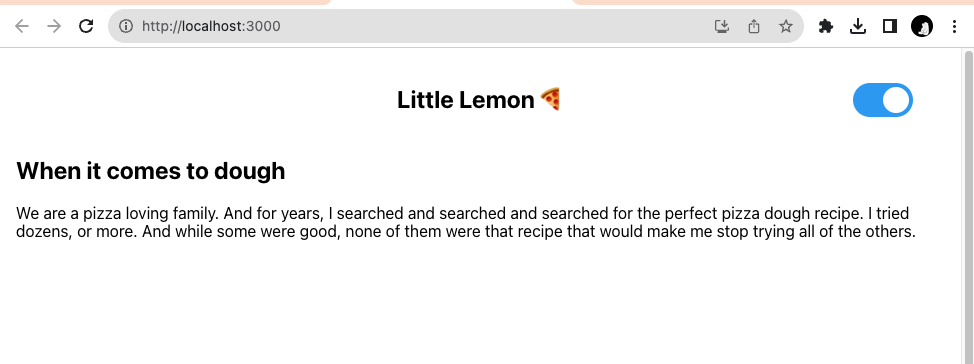 http://localhost:3000
Little Lemon 🍕
When it comes to dough
We are a pizza loving family. And for years, I searched and searched and searched for the perfect pizza dough recipe. I tried
dozens, or more. And while some were good, none of them were that recipe that would make me stop trying all of the others.